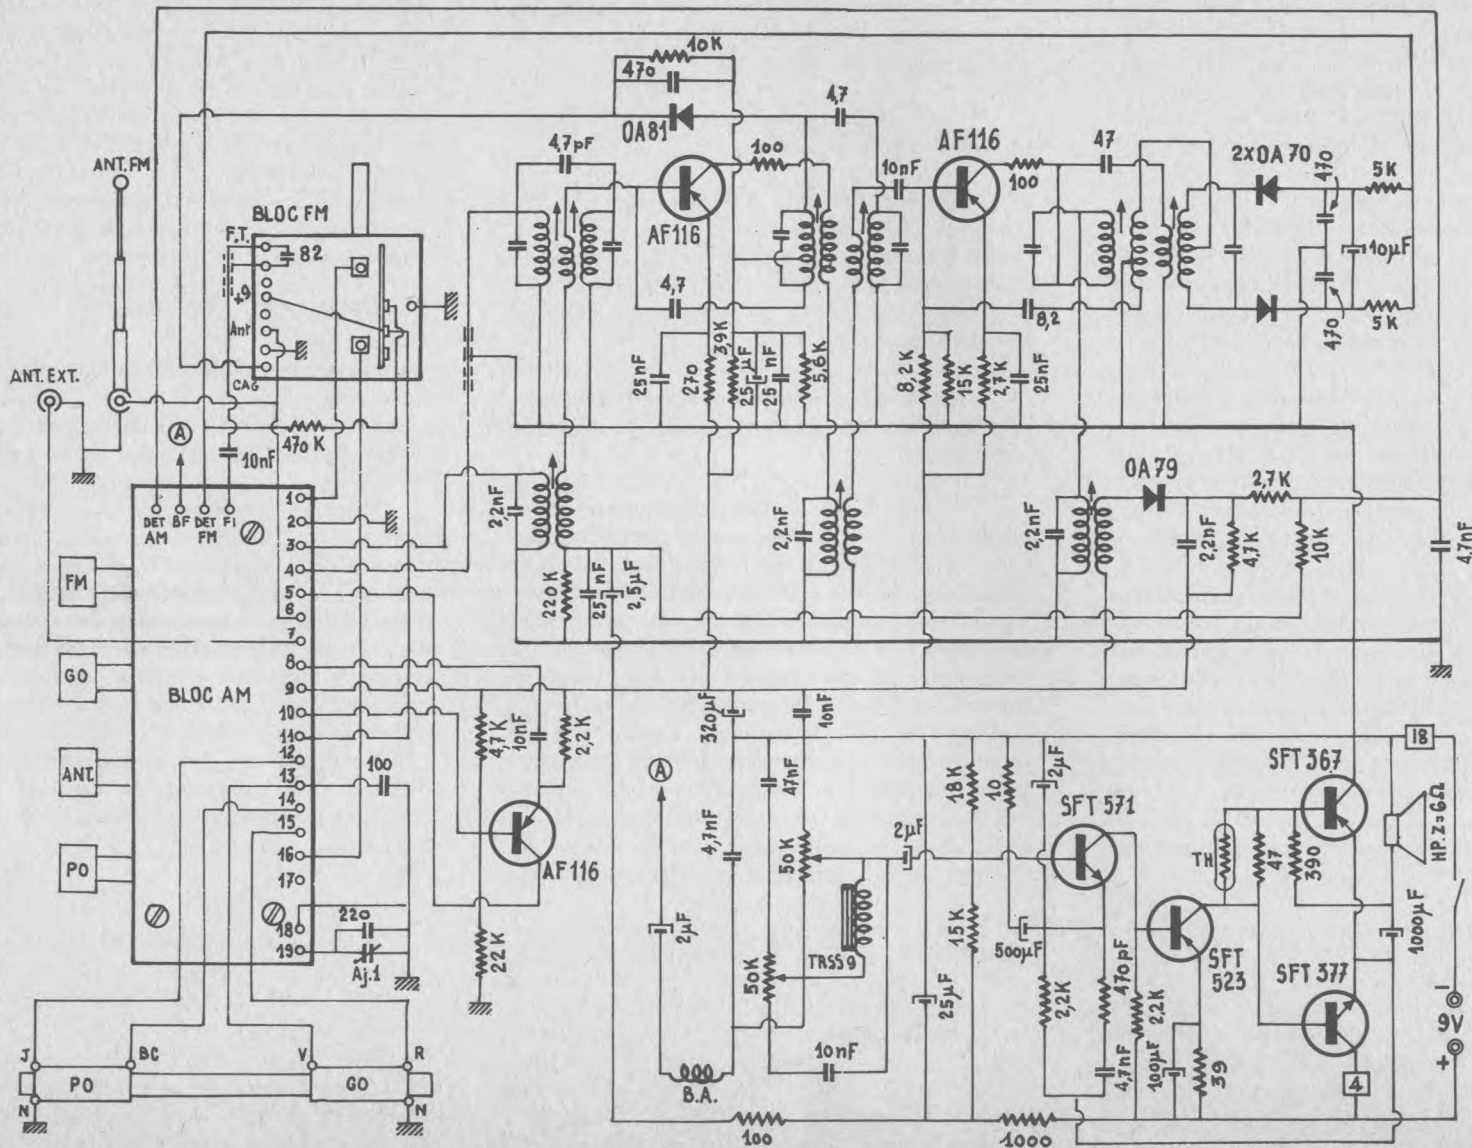 10K
470
OA81
4,7
4,7pF
100
AF116
10nF
AF116
100
47
2XOA70
470
5K
10µF
470
5K
ANT.FM
BLOC FM
F.T.
82
+9
Ant
CAG
4,7
8,2
25nF
270
3,9K
25µF
25nF
5,6K
8,2K
15K
2,7K
25nF
ANT. EXT.
A
470K
10nF
DET AM
BF
DET FM
Fi
1
2
3
4
5
6
7
8
9
10
11
12
13
14
15
16
17
18
19
FM
GO
ANT.
PO
BLOC AM
2,2nF
220K
25nF
2,5µF
2,2nF
OA79
2,2nF
2,2nF
4,7K
2,7K
10K
47nF
4,7K
10nF
2,2K
AF116
22K
100
220
Aj.1
320µF
10nF
A
47nF
4,7nF
50K
2µF
2µF
TRSS9
50K
10nF
B.A.
25µF
18K
10
2µF
SFT 571
15K
500µF
2,2K
470pF
2,2K
4,7nF
100µF
39
SFT 523
TH
47
390
SFT 367
SFT 377
18
HP.Z=6Ω
1000µF
-
9V
+
4
100
1000
J
BC
V
R
PO
GO
N
N